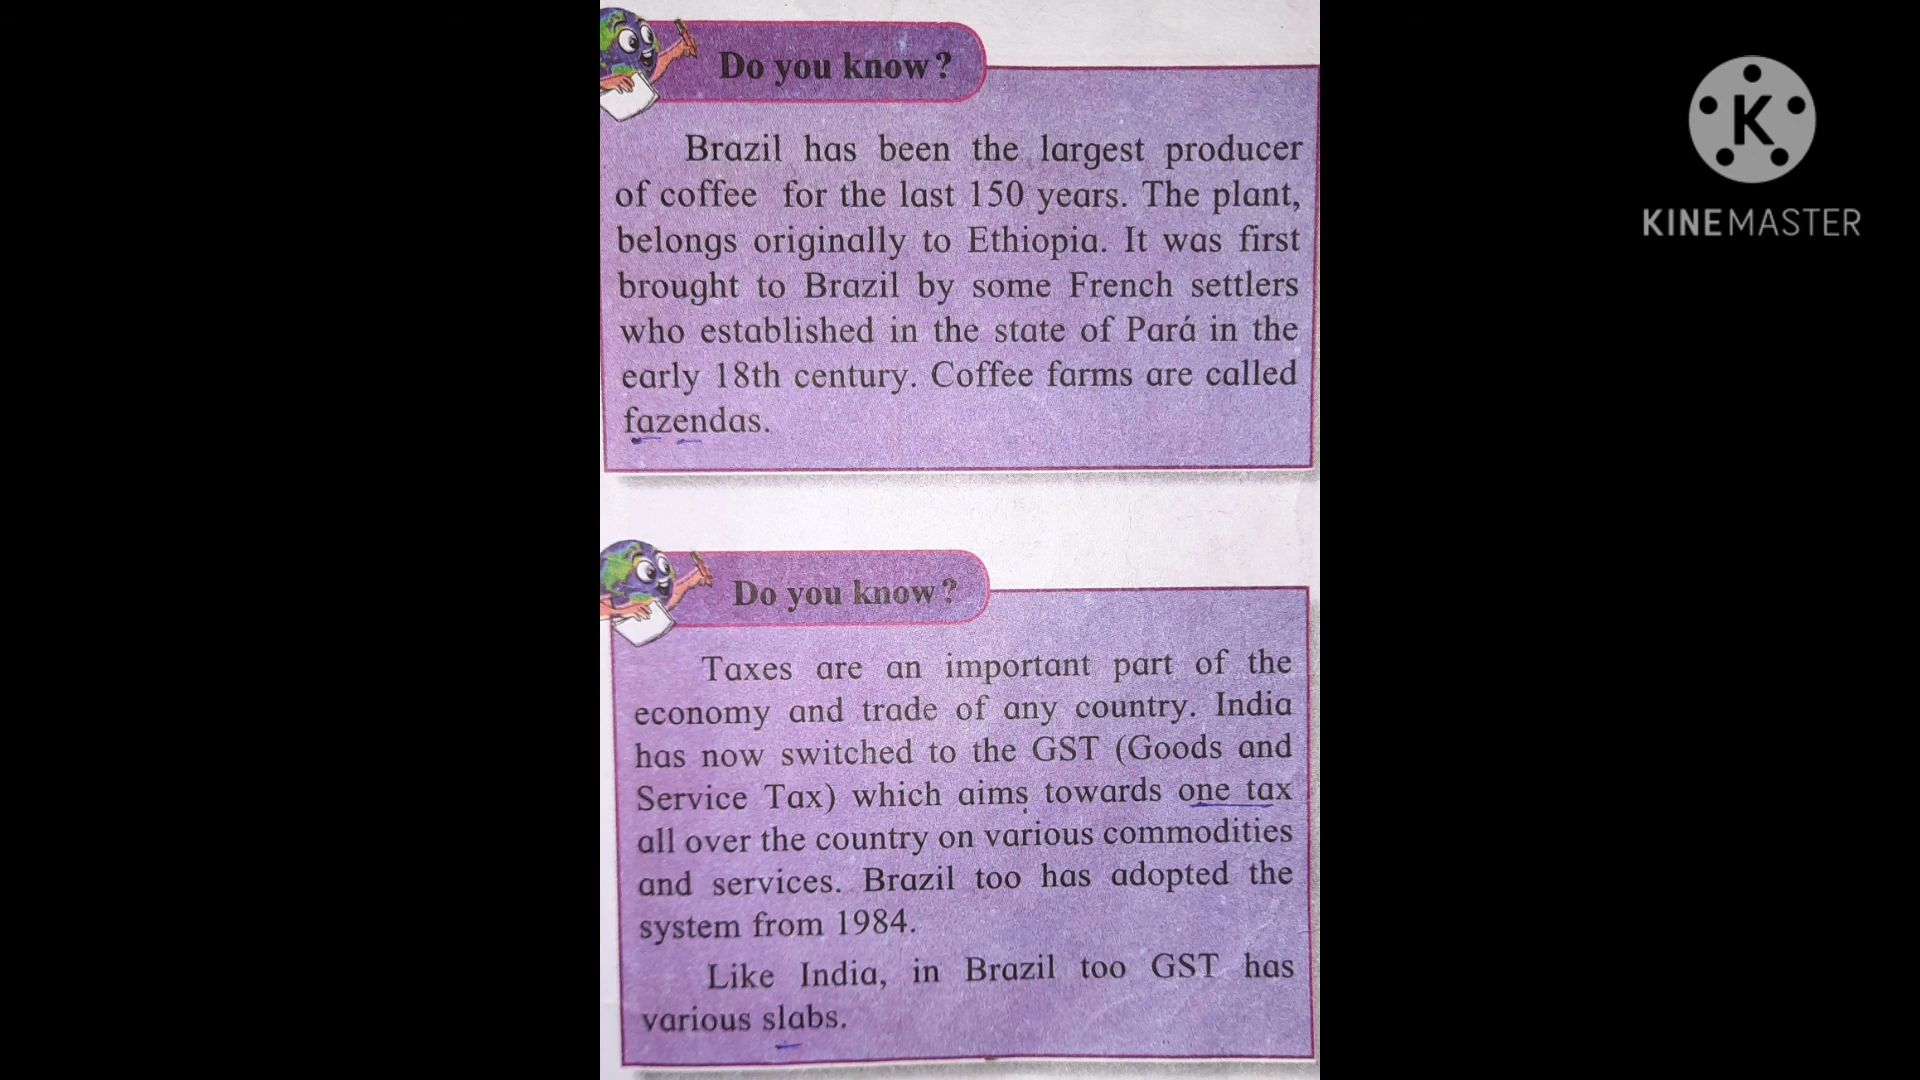 Do you know?
Brazil has been the largest producer
of coffee for the last 150 years. The plant,
belongs originally to Ethiopia. It was first
brought to Brazil by some French settlers
who established in the state of Pará in the
early 18th century. Coffee farms are called
fazendas.
Do you know?
Taxes are an important part of the
economy and trade of any country. India
has now switched to the GST (Goods and
Service Tax) which aims towards one tax
all over the country on various commodities
and services. Brazil too has adopted the
system from 1984.
Like India, in Brazil too GST has
various slabs.
K
KINEMASTER